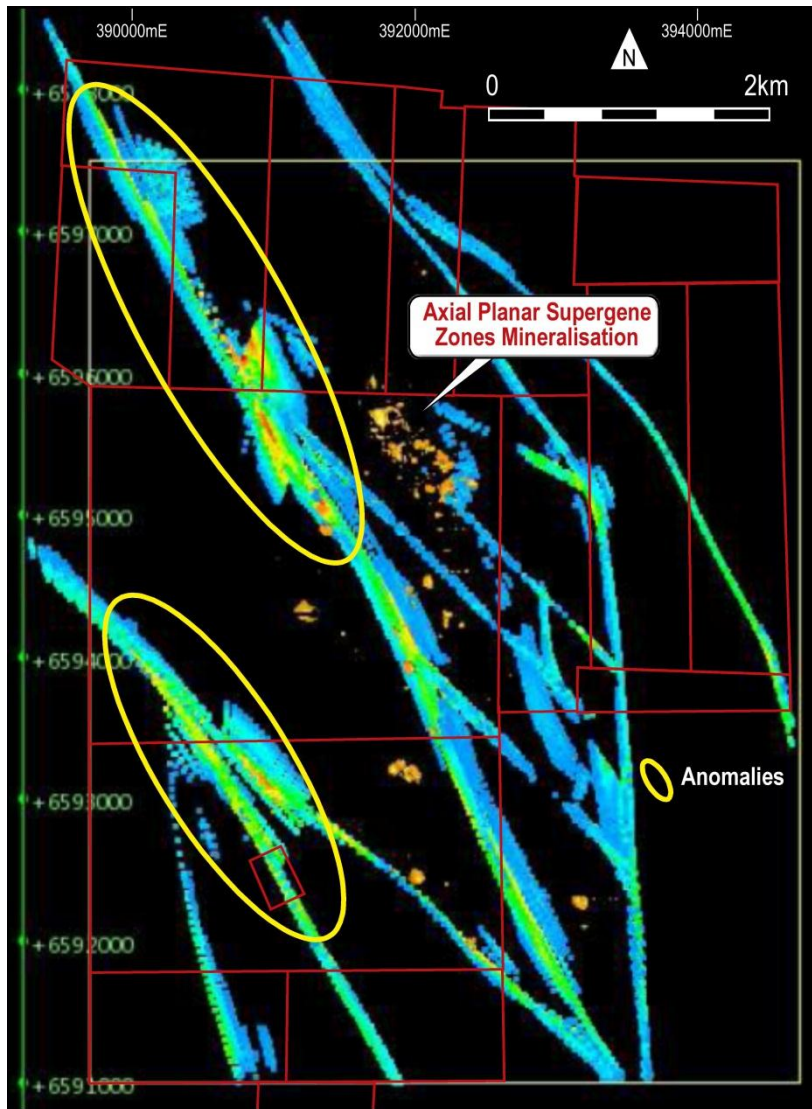 390000mE
392000mE
394000mE
N
0
2km
+6597000
Axial Planar Supergene
Zones Mineralisation
+6596000
+6595000
+6594000
Anomalies
+6593000
+6592000
+6591000